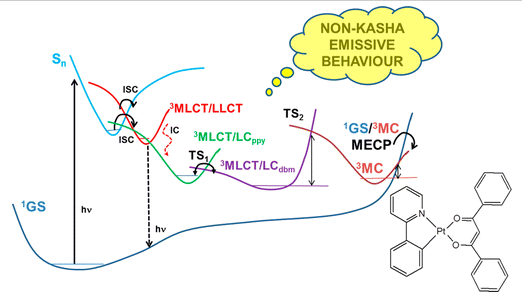 NON-KASHA
EMISSIVE
BEHAVIOUR
Sn
ISC
³MLCT/LLCT
TS2
IC
ISC
¹GS/³MC
MECP
³MLCT/LCppy
TS1
³MLCT/LCdbm
³MC
¹GS
hν
hν
N
O
Pt
O